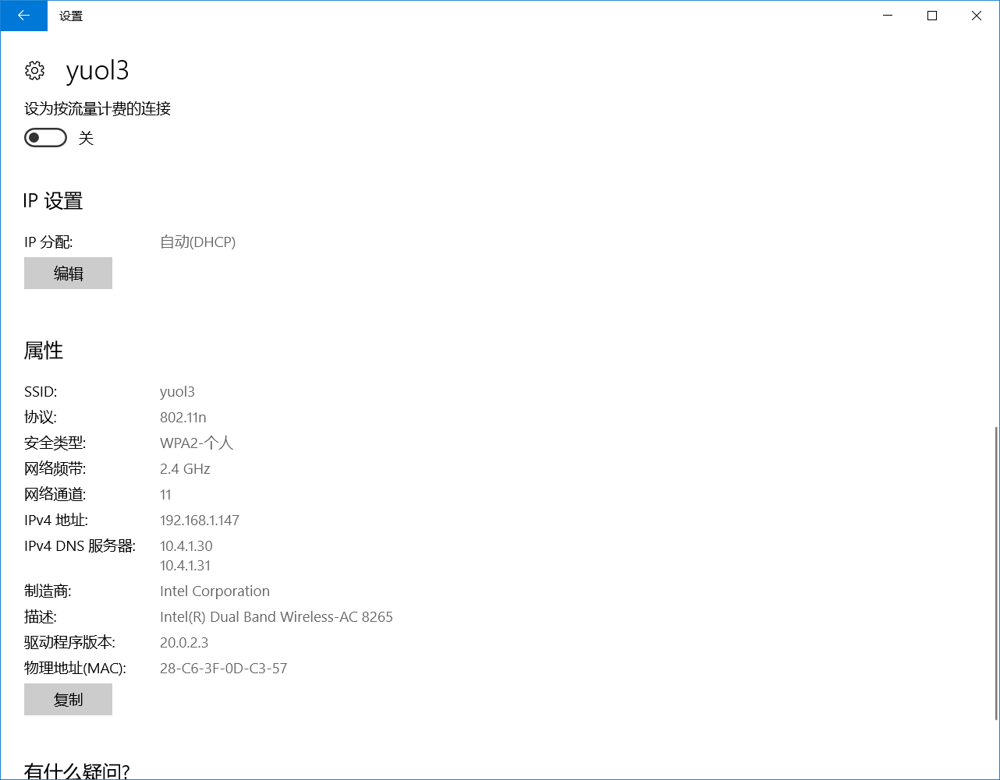 设置
yuol3
设为按流量计费的连接
关
IP 设置
IP 分配: 自动(DHCP)
编辑
属性
SSID: yuol3
协议: 802.11n
安全类型: WPA2-个人
网络频带: 2.4 GHz
网络通道: 11
IPv4 地址: 192.168.1.147
IPv4 DNS 服务器: 10.4.1.30
10.4.1.31
制造商: Intel Corporation
描述: Intel(R) Dual Band Wireless-AC 8265
驱动程序版本: 20.0.2.3
物理地址(MAC): 28-C6-3F-0D-C3-57
复制
有什么疑问?